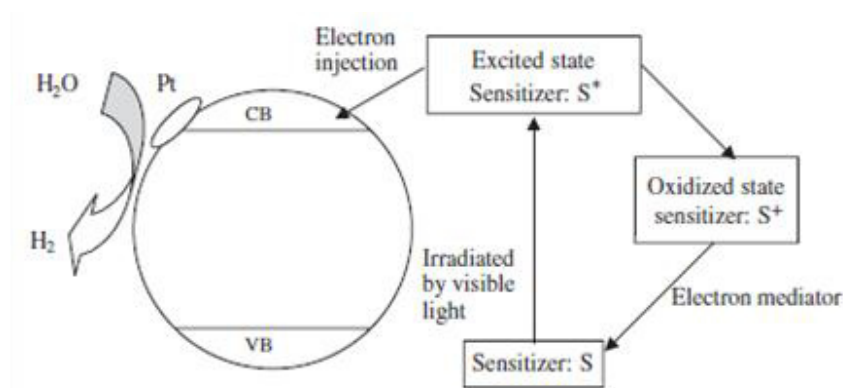 H₂O
Pt
Electron
injection
Excited state
Sensitizer: S*
CB
Oxidized state
sensitizer: S⁺
H₂
Irradiated
by visible
light
Electron mediator
VB
Sensitizer: S